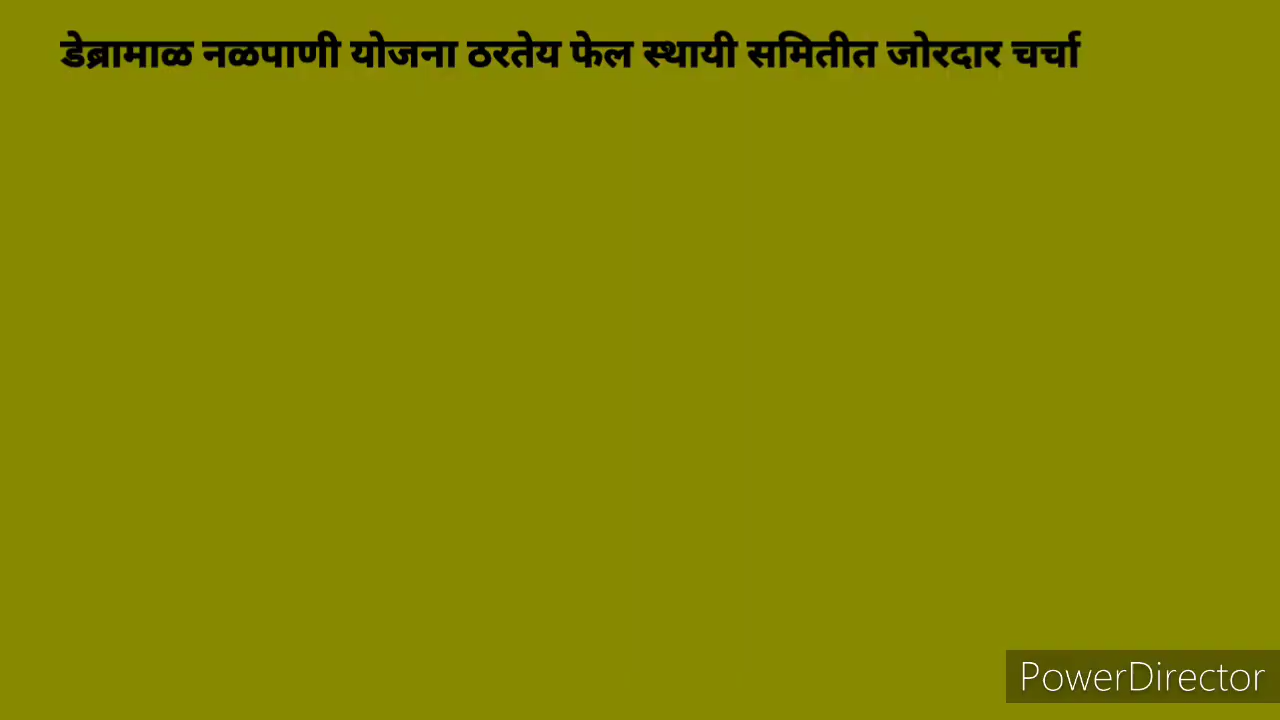 डेब्रामाळ नळपाणी योजना ठरतेय फेल स्थायी समितीत जोरदार चर्चा
PowerDirector